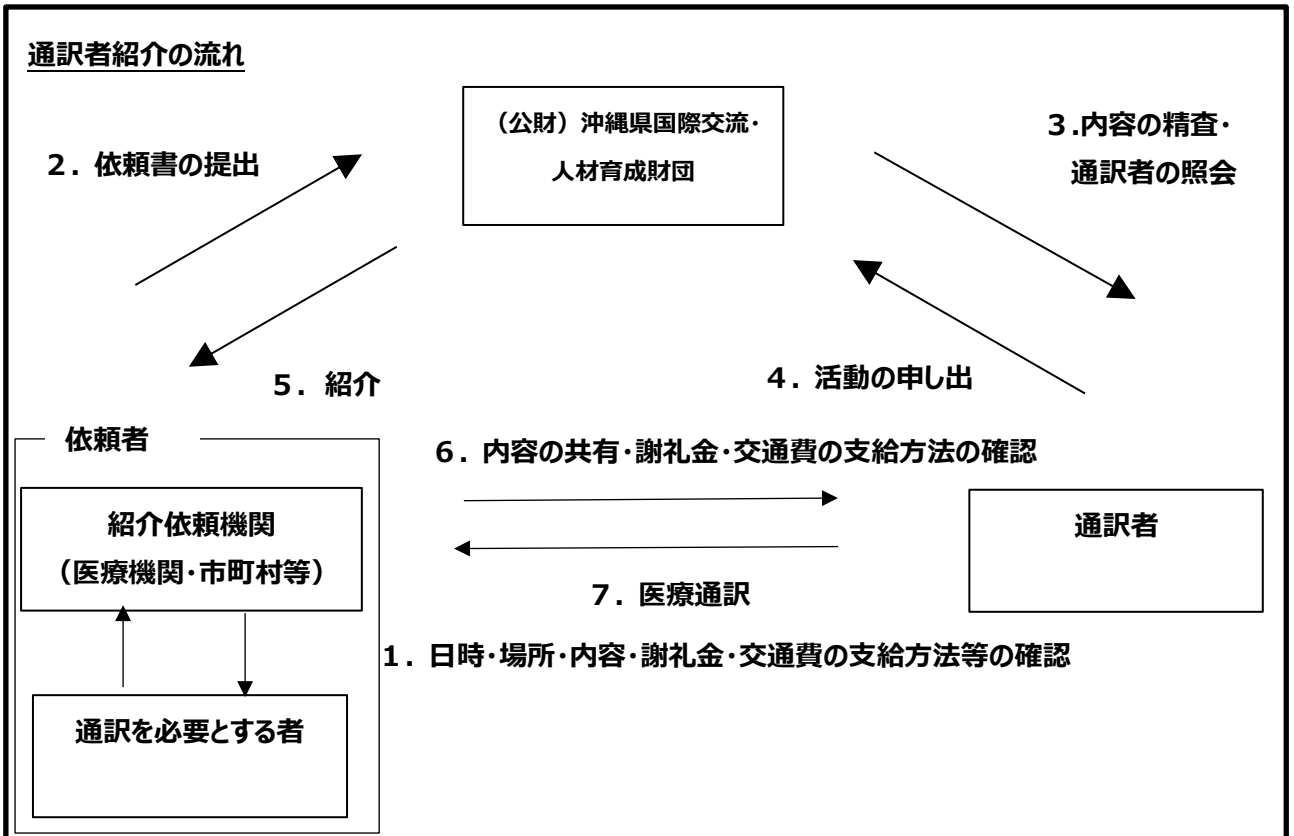 通訳者紹介の流れ
（公財）沖縄県国際交流・
人材育成財団
2. 依頼書の提出
3.内容の精査・
通訳者の照会
5. 紹介
4. 活動の申し出
依頼者
6. 内容の共有・謝礼金・交通費の支給方法の確認
紹介依頼機関
（医療機関・市町村等）
通訳者
7. 医療通訳
1. 日時・場所・内容・謝礼金・交通費の支給方法等の確認
通訳を必要とする者